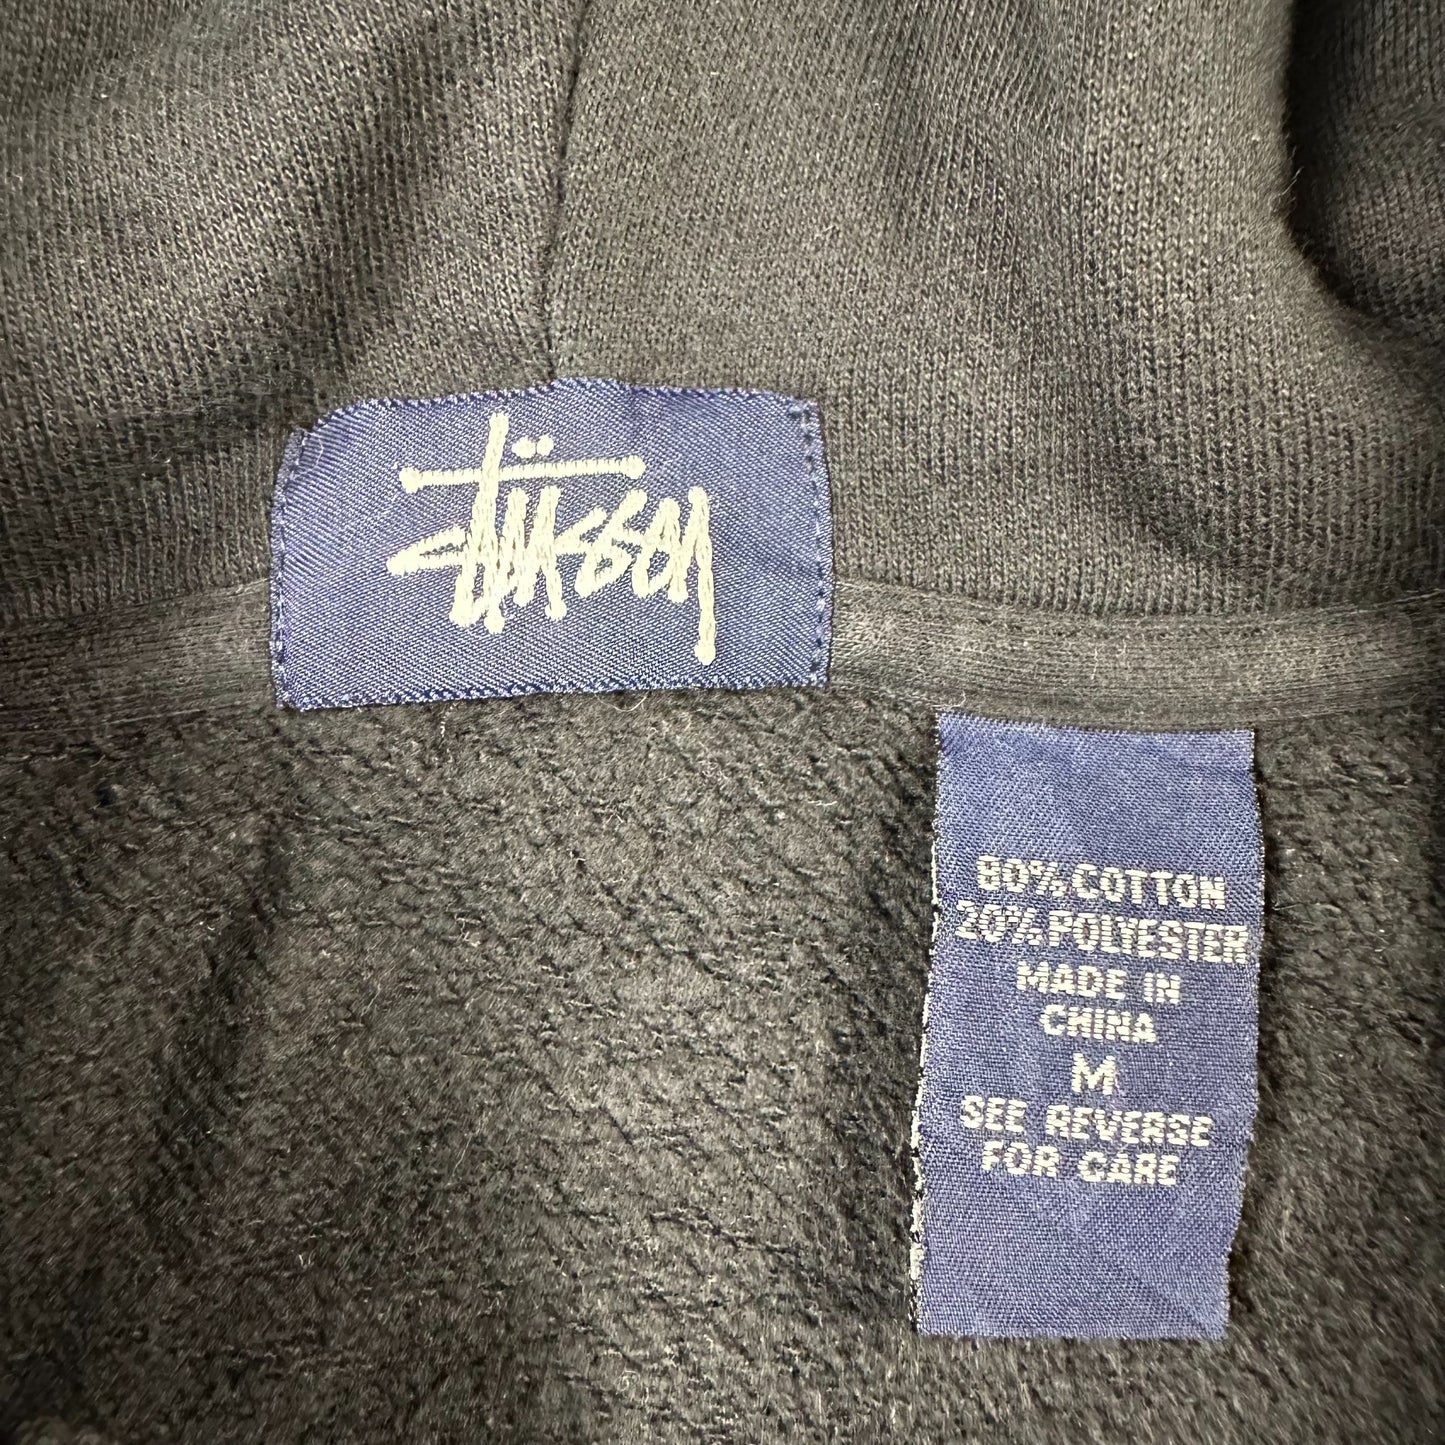 Stüssy
80% COTTON
20% POLYESTER
MADE IN
CHINA
M
SEE REVERSE
FOR CARE